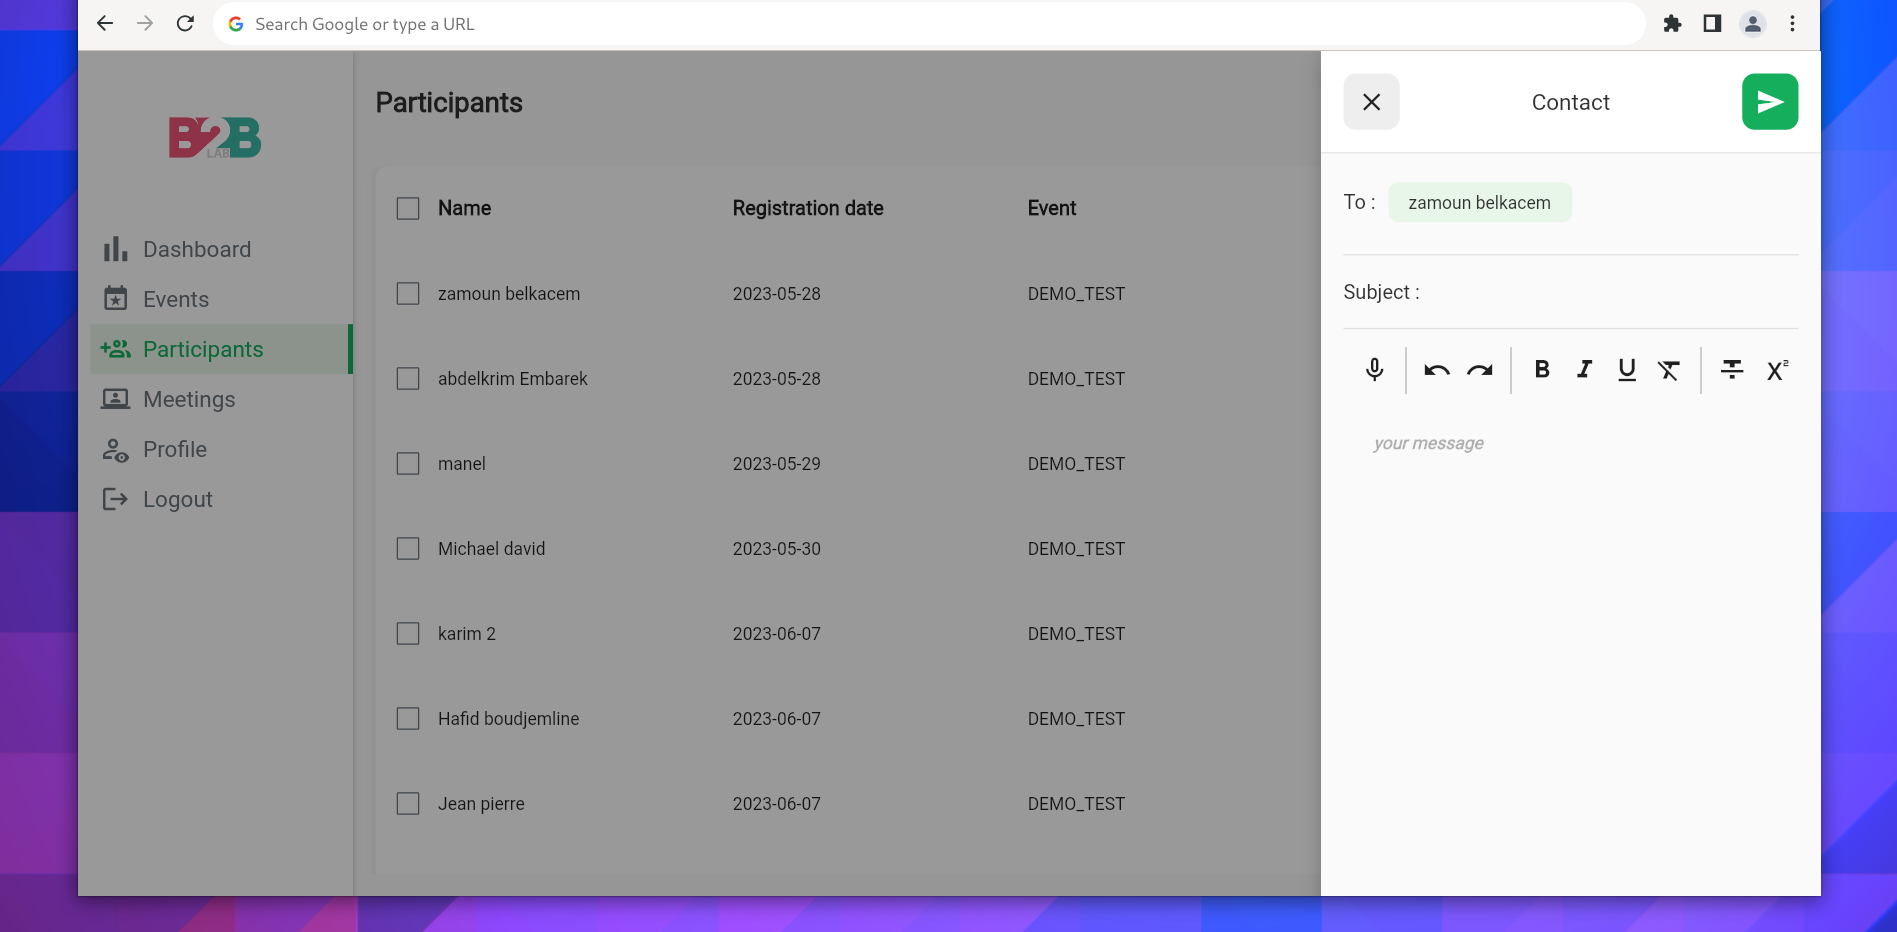 Search Google or type a URL
B2B
LAB
Dashboard
Events
Participants
Meetings
Profile
Logout
Participants
Name Registration date Event
zamoun belkacem 2023-05-28 DEMO_TEST
abdelkrim Embarek 2023-05-28 DEMO_TEST
manel 2023-05-29 DEMO_TEST
Michael david 2023-05-30 DEMO_TEST
karim 2 2023-06-07 DEMO_TEST
Hafid boudjemline 2023-06-07 DEMO_TEST
Jean pierre 2023-06-07 DEMO_TEST
Contact
To : zamoun belkacem
Subject :
B I U T X²
your message